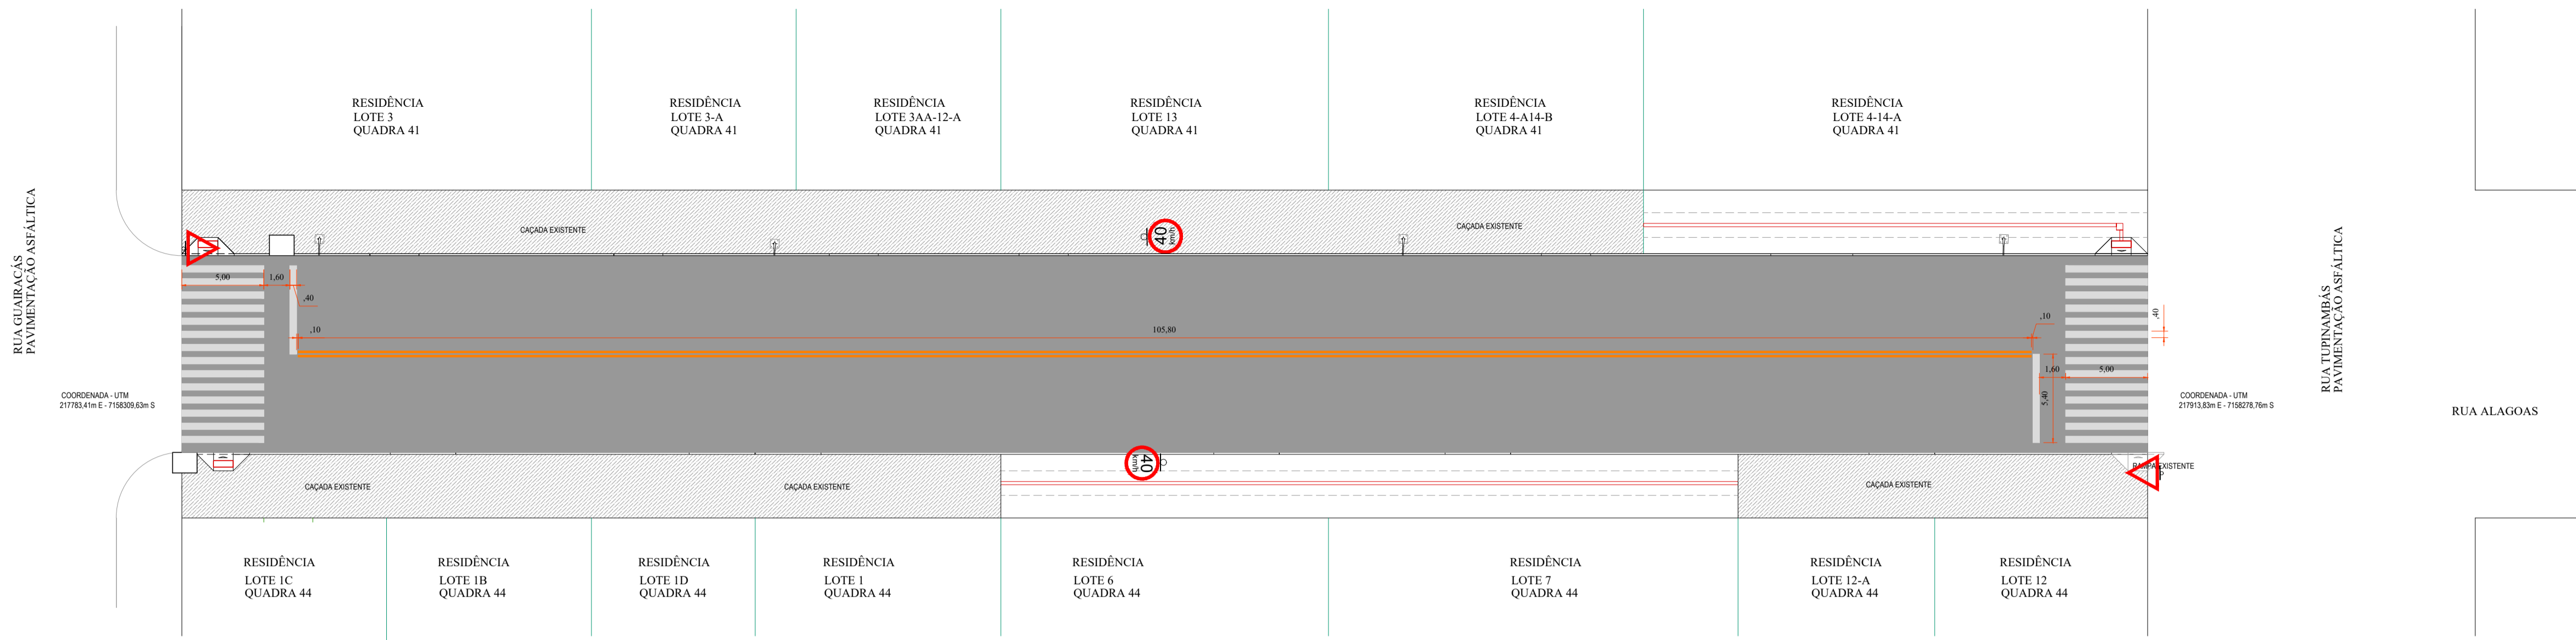 RESIDÊNCIA
LOTE 3
QUADRA 41
RESIDÊNCIA
LOTE 3-A
QUADRA 41
RESIDÊNCIA
LOTE 3AA-12-A
QUADRA 41
RESIDÊNCIA
LOTE 13
QUADRA 41
RESIDÊNCIA
LOTE 4-A14-B
QUADRA 41
RESIDÊNCIA
LOTE 4-14-A
QUADRA 41
RUA GUAIRACÁS
PAVIMENTAÇÃO ASFÁLTICA
CAÇADA EXISTENTE
40
km/h
CAÇADA EXISTENTE
5,00
1,60
,40
,10
105,80
,10
,40
1,60
5,00
5,40
RUA TUPINAMBÁS
PAVIMENTAÇÃO ASFÁLTICA
COORDENADA - UTM
217783,41m E - 7158309,63m S
COORDENADA - UTM
217913,83m E - 7158278,76m S
RUA ALAGOAS
40
km/h
CAÇADA EXISTENTE
CAÇADA EXISTENTE
CAÇADA EXISTENTE
RAMPA EXISTENTE
RESIDÊNCIA
LOTE 1C
QUADRA 44
RESIDÊNCIA
LOTE 1B
QUADRA 44
RESIDÊNCIA
LOTE 1D
QUADRA 44
RESIDÊNCIA
LOTE 1
QUADRA 44
RESIDÊNCIA
LOTE 6
QUADRA 44
RESIDÊNCIA
LOTE 7
QUADRA 44
RESIDÊNCIA
LOTE 12-A
QUADRA 44
RESIDÊNCIA
LOTE 12
QUADRA 44